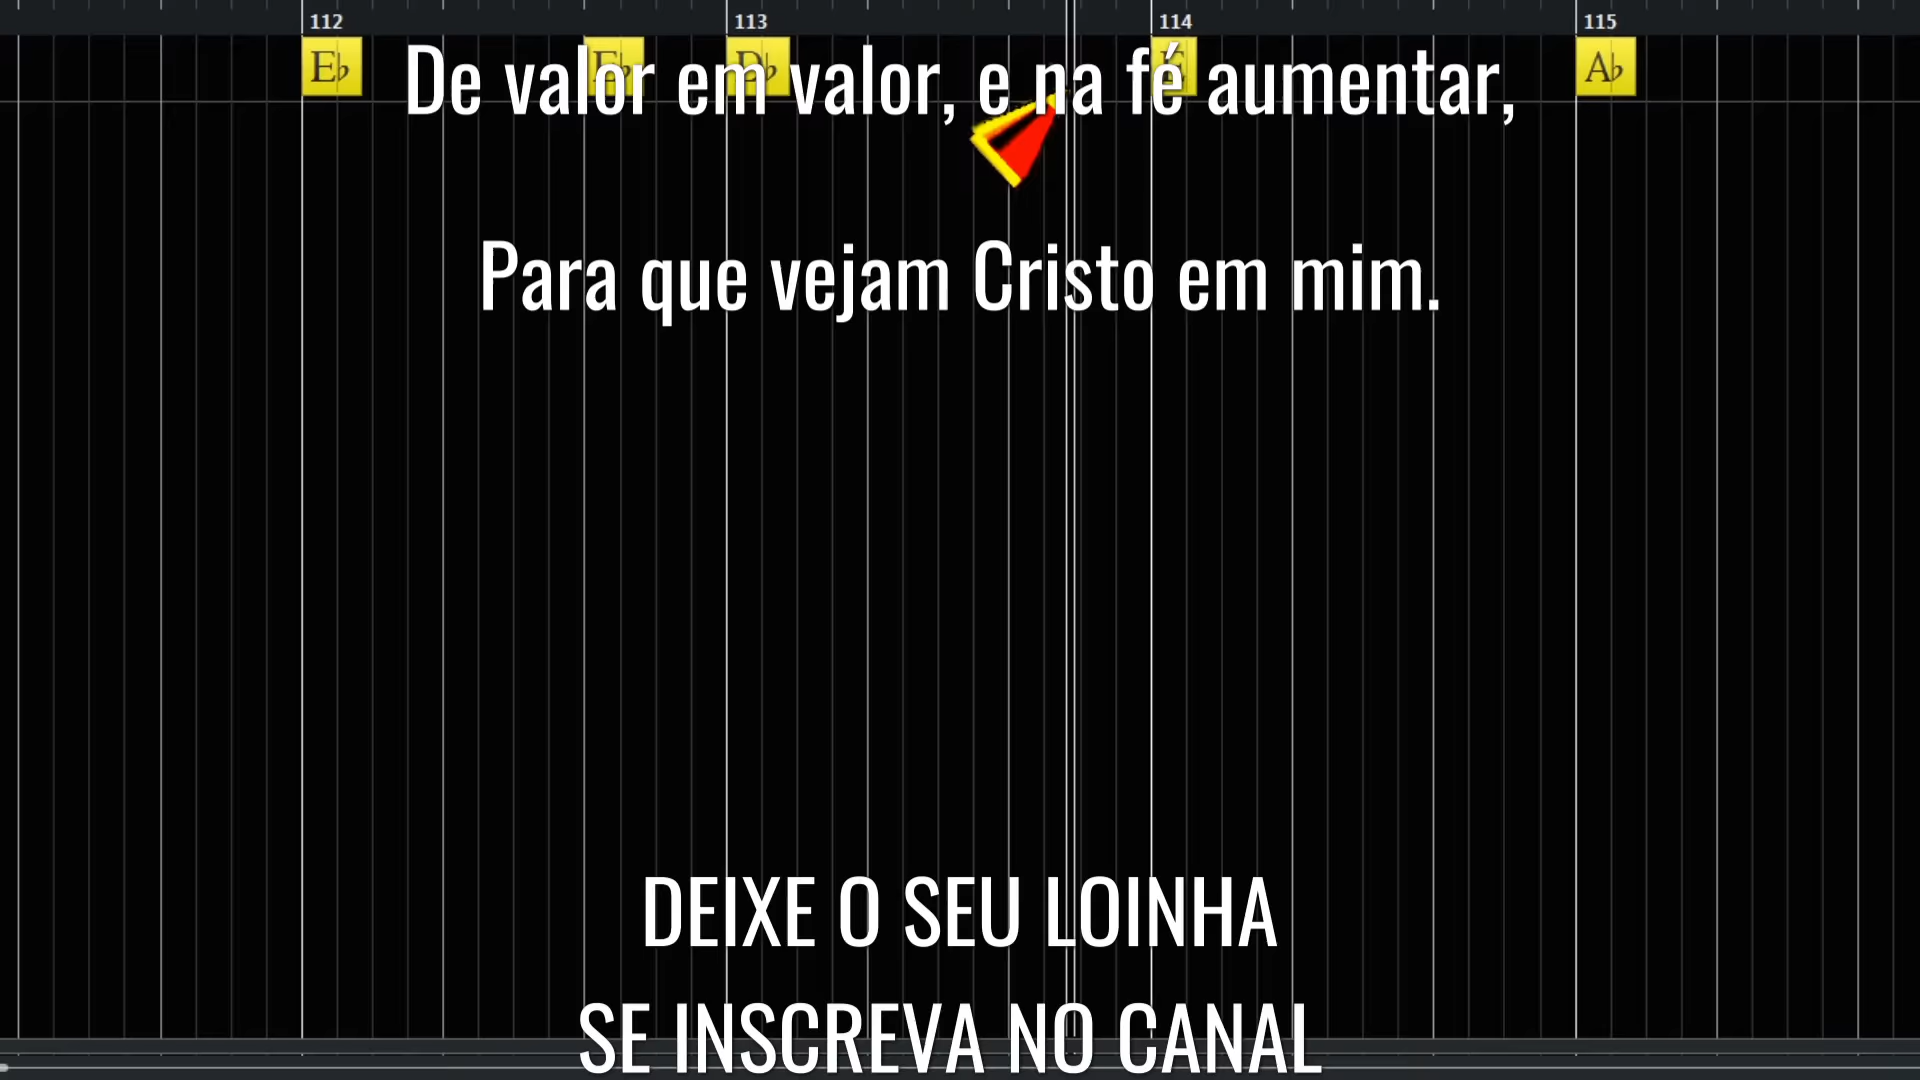 112 113 114 115
E♭ E♭ D♭ E A♭
De valor em valor, e na fé aumentar,
Para que vejam Cristo em mim.
DEIXE O SEU LOINHA
SE INSCREVA NO CANAL